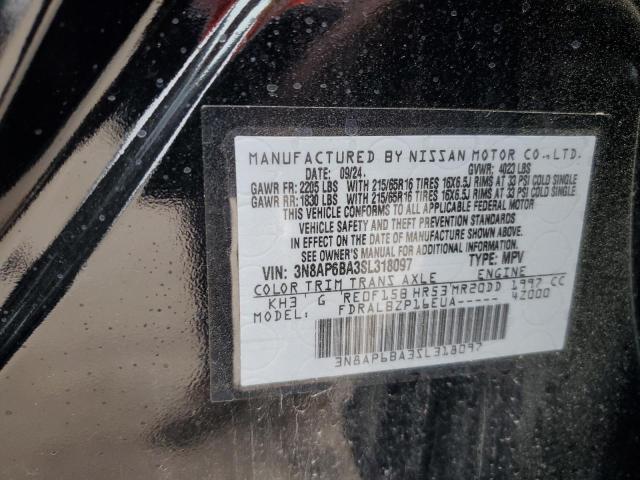 MANUFACTURED BY NISSAN MOTOR CO.,LTD.
DATE: 09/24. GVWR: 4023 LBS
GAWR FR: 2205 LBS WITH 215/65R16 TIRES 16X6.5J RIMS AT 33 PSI COLD SINGLE
GAWR RR: 1830 LBS WITH 215/65R16 TIRES 16X6.5J RIMS AT 33 PSI COLD SINGLE
THIS VEHICLE CONFORMS TO ALL APPLICABLE FEDERAL MOTOR
VEHICLE SAFETY AND THEFT PREVENTION STANDARDS
IN EFFECT ON THE DATE OF MANUFACTURE SHOWN ABOVE.
SEE OWNER'S MANUAL FOR ADDITIONAL INFORMATION.
VIN: 3N8AP6BA3SL318097 TYPE: MPV
COLOR TRIM TRANS AXLE ENGINE
KH3 G RE0F15B HR53 MR20DD 1997 CC
MODEL: FDRALBZP16EUA----- 4Z000
3N8AP6BA3SL318097